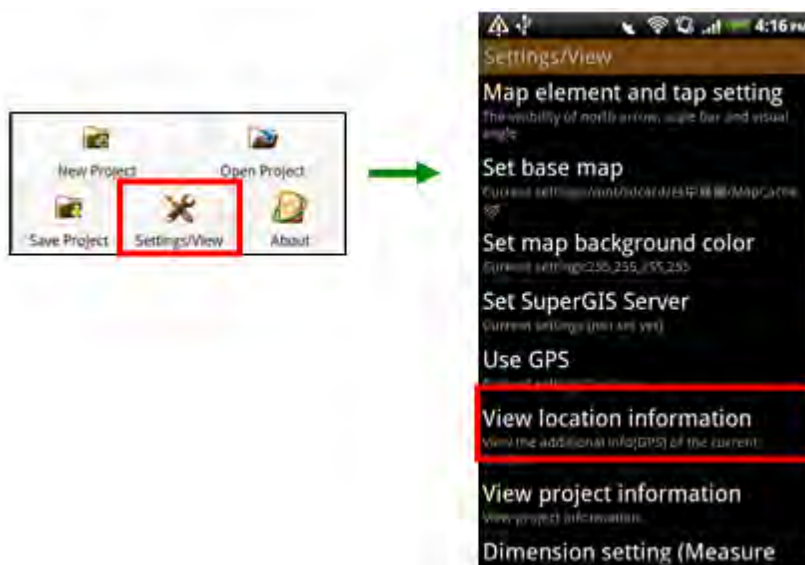 New Project
Open Project
Save Project
Settings/View
About
4:16 PM
Settings/View
Map element and tap setting
The visibility of north arrow, scale bar and visual
angle
Set base map
Set map background color
Current settings:255,255,255,255
Set SuperGIS Server
Current settings:(not set yet)
Use GPS
View location information
View the additional info(GPS) of the current
View project information
View project information.
Dimension setting (Measure